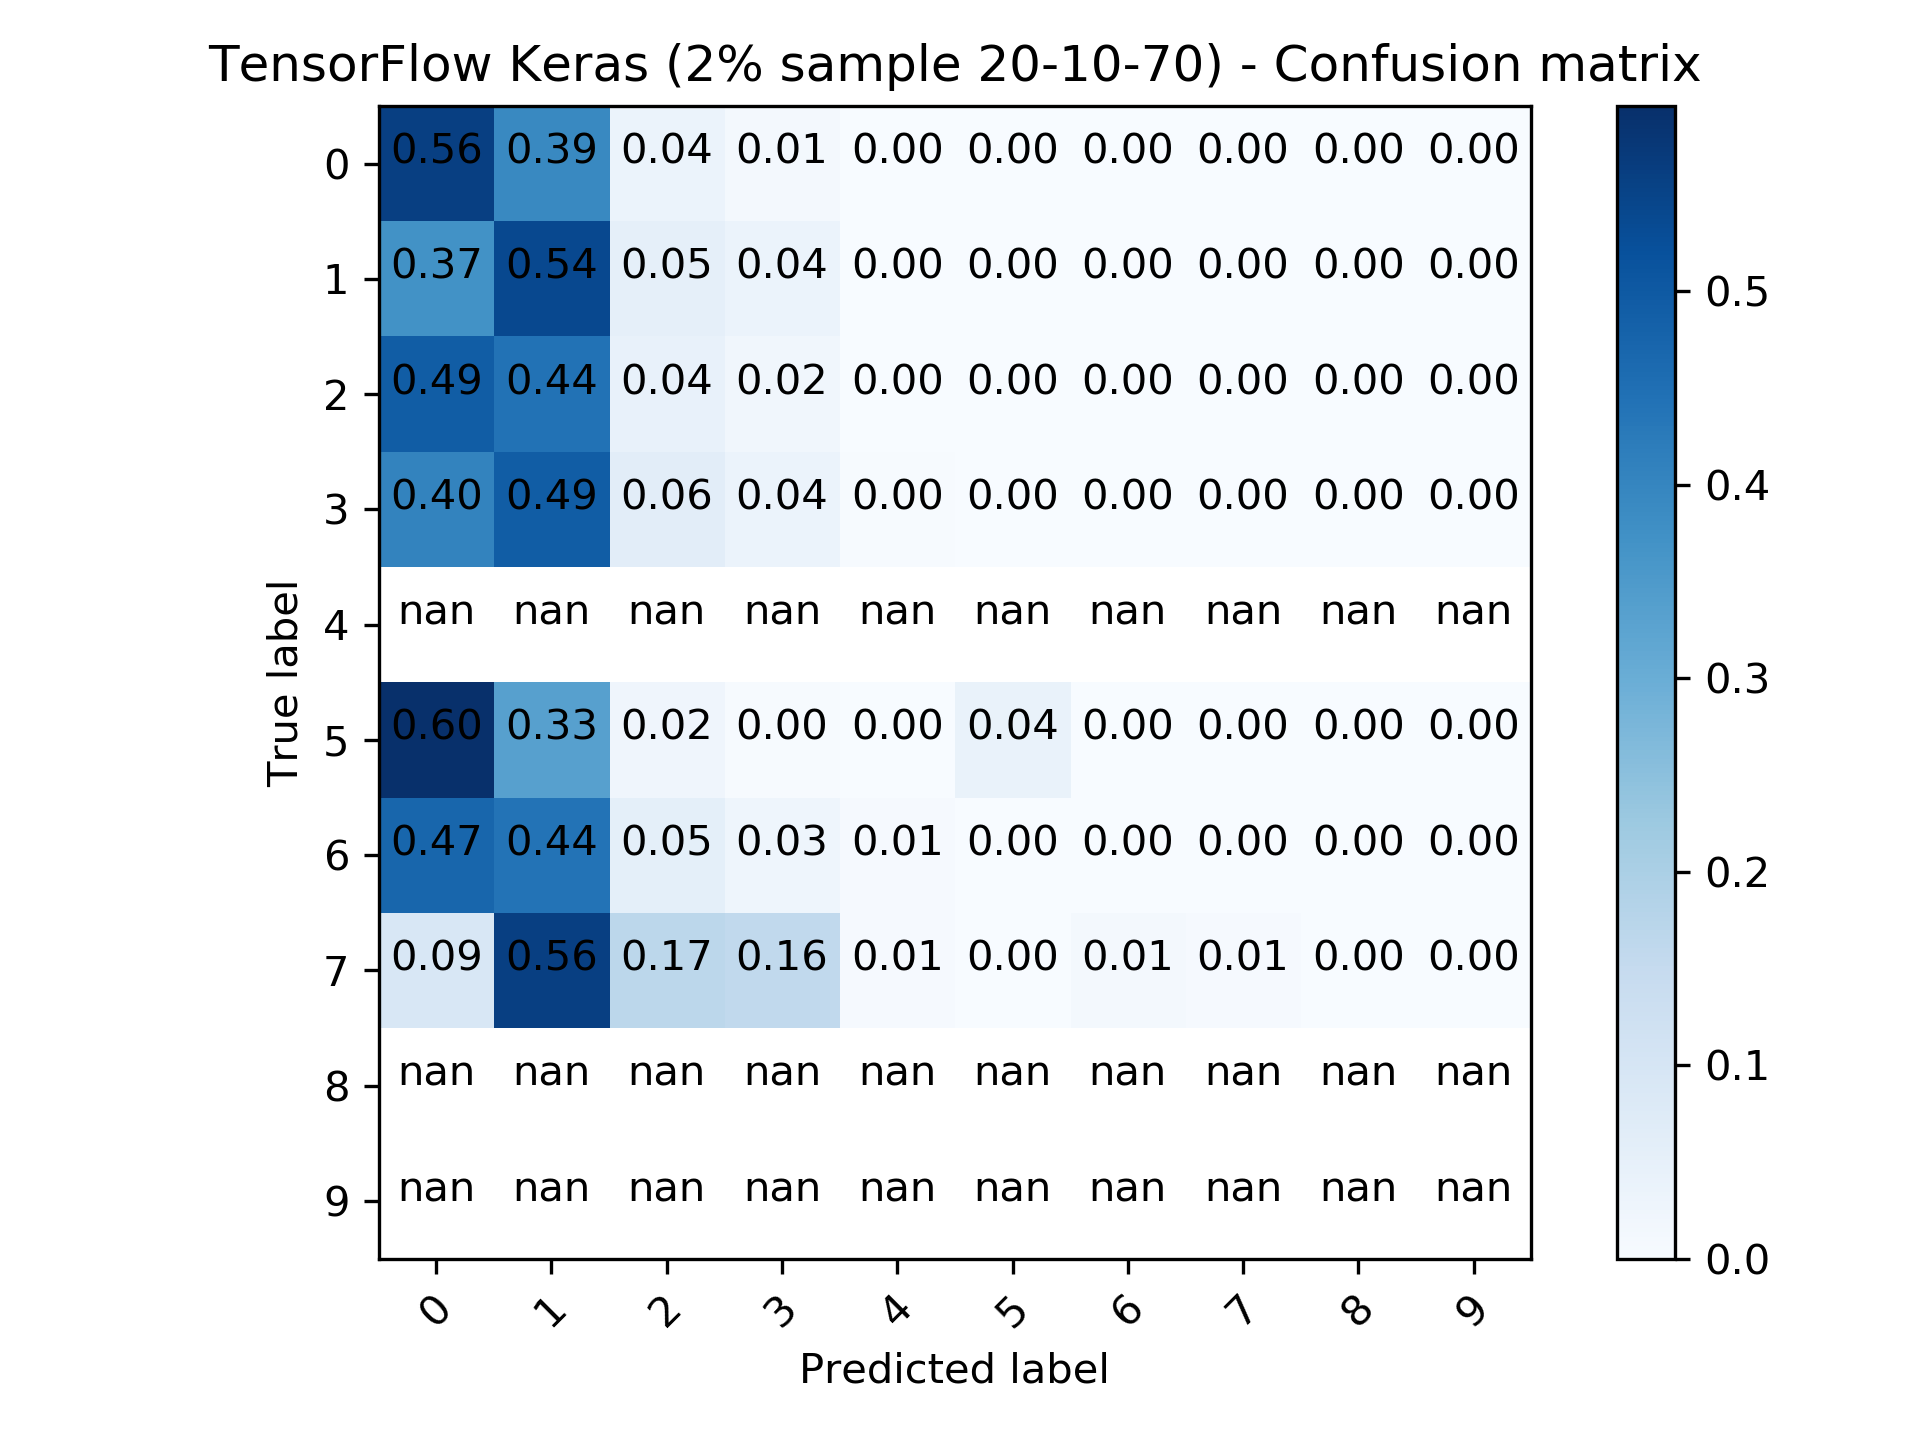 TensorFlow Keras (2% sample 20-10-70) - Confusion matrix
0 0.56 0.39 0.04 0.01 0.00 0.00 0.00 0.00 0.00 0.00
1 0.37 0.54 0.05 0.04 0.00 0.00 0.00 0.00 0.00 0.00
2 0.49 0.44 0.04 0.02 0.00 0.00 0.00 0.00 0.00 0.00
3 0.40 0.49 0.06 0.04 0.00 0.00 0.00 0.00 0.00 0.00
4 nan nan nan nan nan nan nan nan nan nan
5 0.60 0.33 0.02 0.00 0.00 0.04 0.00 0.00 0.00 0.00
6 0.47 0.44 0.05 0.03 0.01 0.00 0.00 0.00 0.00 0.00
7 0.09 0.56 0.17 0.16 0.01 0.00 0.01 0.01 0.00 0.00
8 nan nan nan nan nan nan nan nan nan nan
9 nan nan nan nan nan nan nan nan nan nan
0 1 2 3 4 5 6 7 8 9
True label
Predicted label
0.5
0.4
0.3
0.2
0.1
0.0